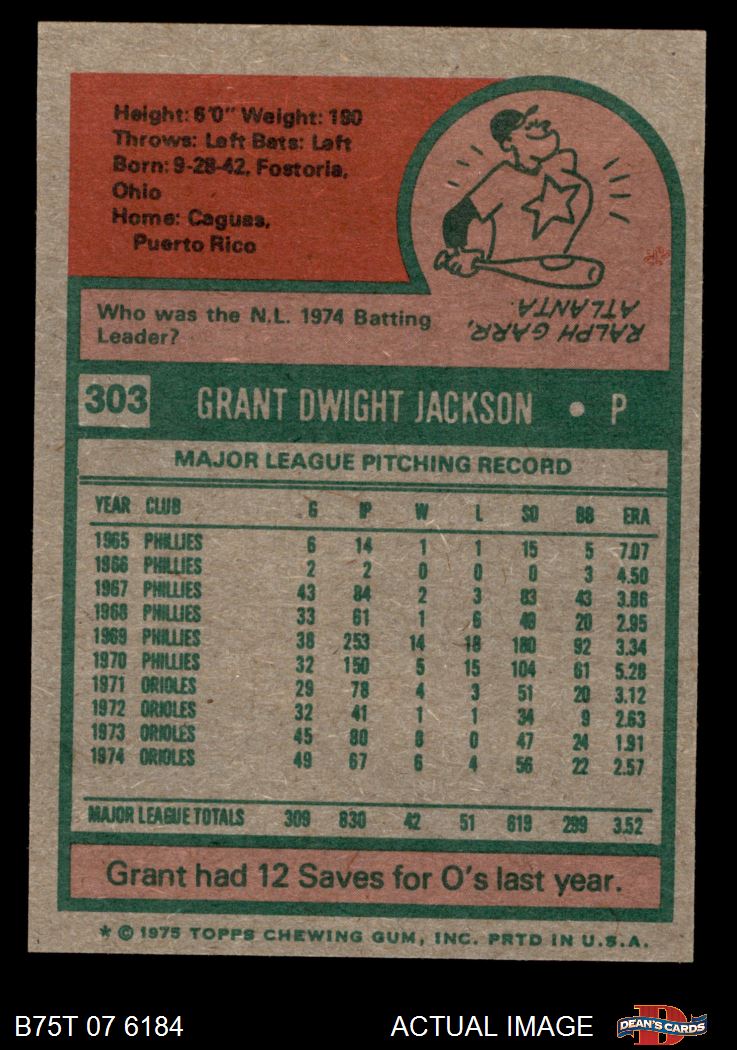 Height: 6'0" Weight: 190
Throws: Left Bats: Left
Born: 9-28-42, Fostoria,
Ohio
Home: Caguas,
Puerto Rico
Who was the N.L. 1974 Batting
Leader?
RALPH GARR,
ATLANTA.
303 GRANT DWIGHT JACKSON • P
MAJOR LEAGUE PITCHING RECORD
YEAR CLUB G IP W L SO BB ERA
1965 PHILLIES 6 14 1 1 15 5 7.07
1966 PHILLIES 2 2 0 0 0 3 4.50
1967 PHILLIES 43 84 2 3 83 43 3.86
1968 PHILLIES 33 61 1 6 49 20 2.95
1969 PHILLIES 38 253 14 18 180 92 3.34
1970 PHILLIES 32 150 5 15 104 61 5.28
1971 ORIOLES 29 78 4 3 51 20 3.12
1972 ORIOLES 32 41 1 1 34 9 2.63
1973 ORIOLES 45 80 8 0 47 24 1.91
1974 ORIOLES 49 67 6 4 56 22 2.57
MAJOR LEAGUE TOTALS 309 830 42 51 619 299 3.52
Grant had 12 Saves for O's last year.
* © 1975 TOPPS CHEWING GUM, INC. PRTD IN U.S.A.
B75T 07 6184 ACTUAL IMAGE DEAN'S CARDS